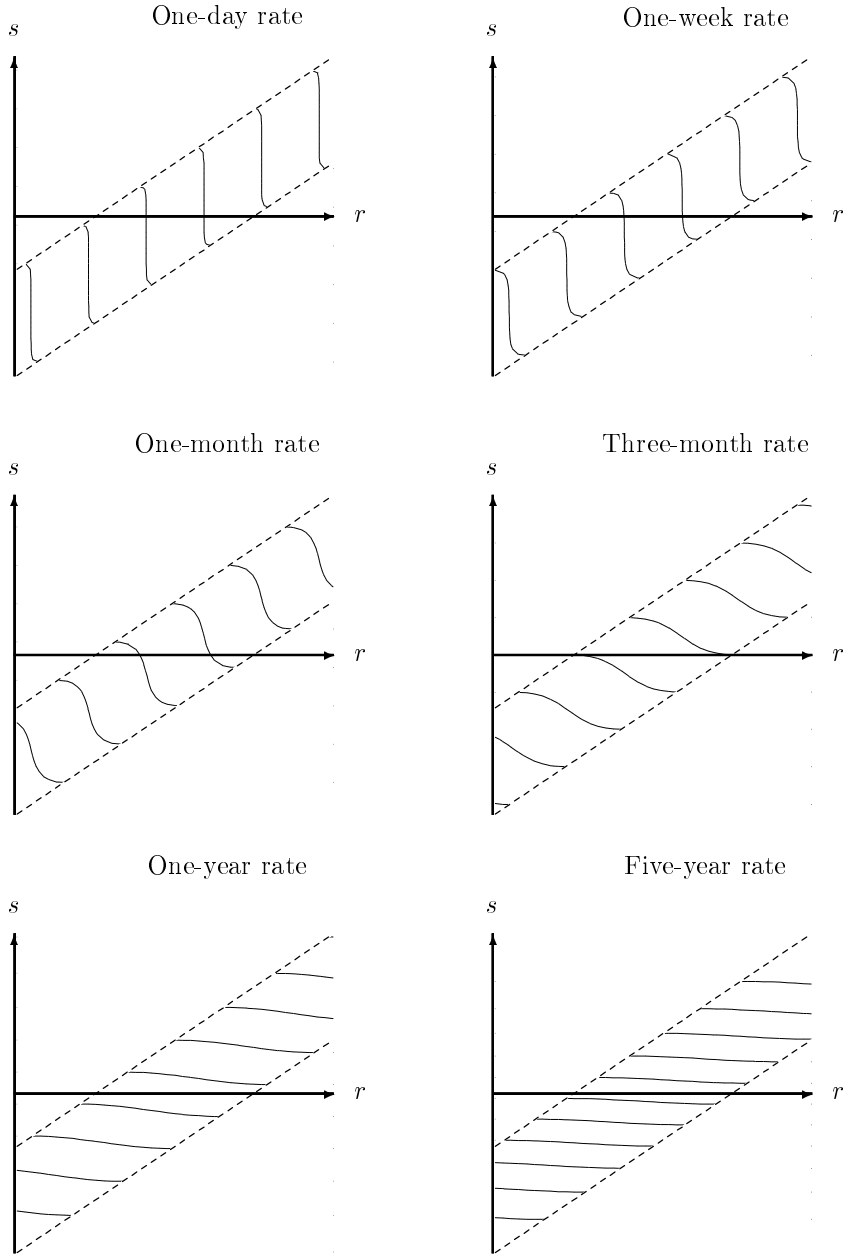 One-day rate
s
r
One-week rate
s
r
One-month rate
s
r
Three-month rate
s
r
One-year rate
s
r
Five-year rate
s
r